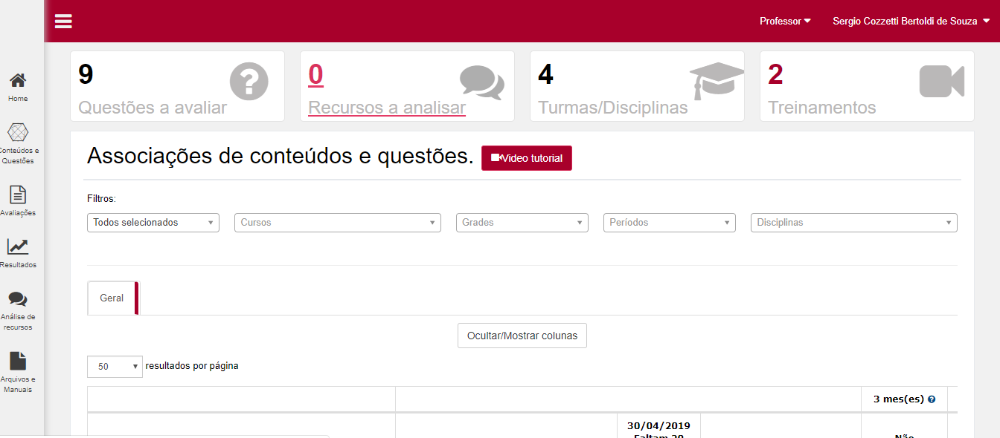 Professor
Sergio Cozzetti Bertoldi de Souza
Home
Conteúdos e
Questões
Avaliações
Resultados
Análise de
recursos
Arquivos e
Manuais
9
Questões a avaliar
0
Recursos a analisar
4
Turmas/Disciplinas
2
Treinamentos
Associações de conteúdos e questões.
Video tutorial
Filtros:
Todos selecionados
Cursos
Grades
Períodos
Disciplinas
Geral
Ocultar/Mostrar colunas
50 resultados por página
3 mes(es)
30/04/2019
Faltam 20
Não